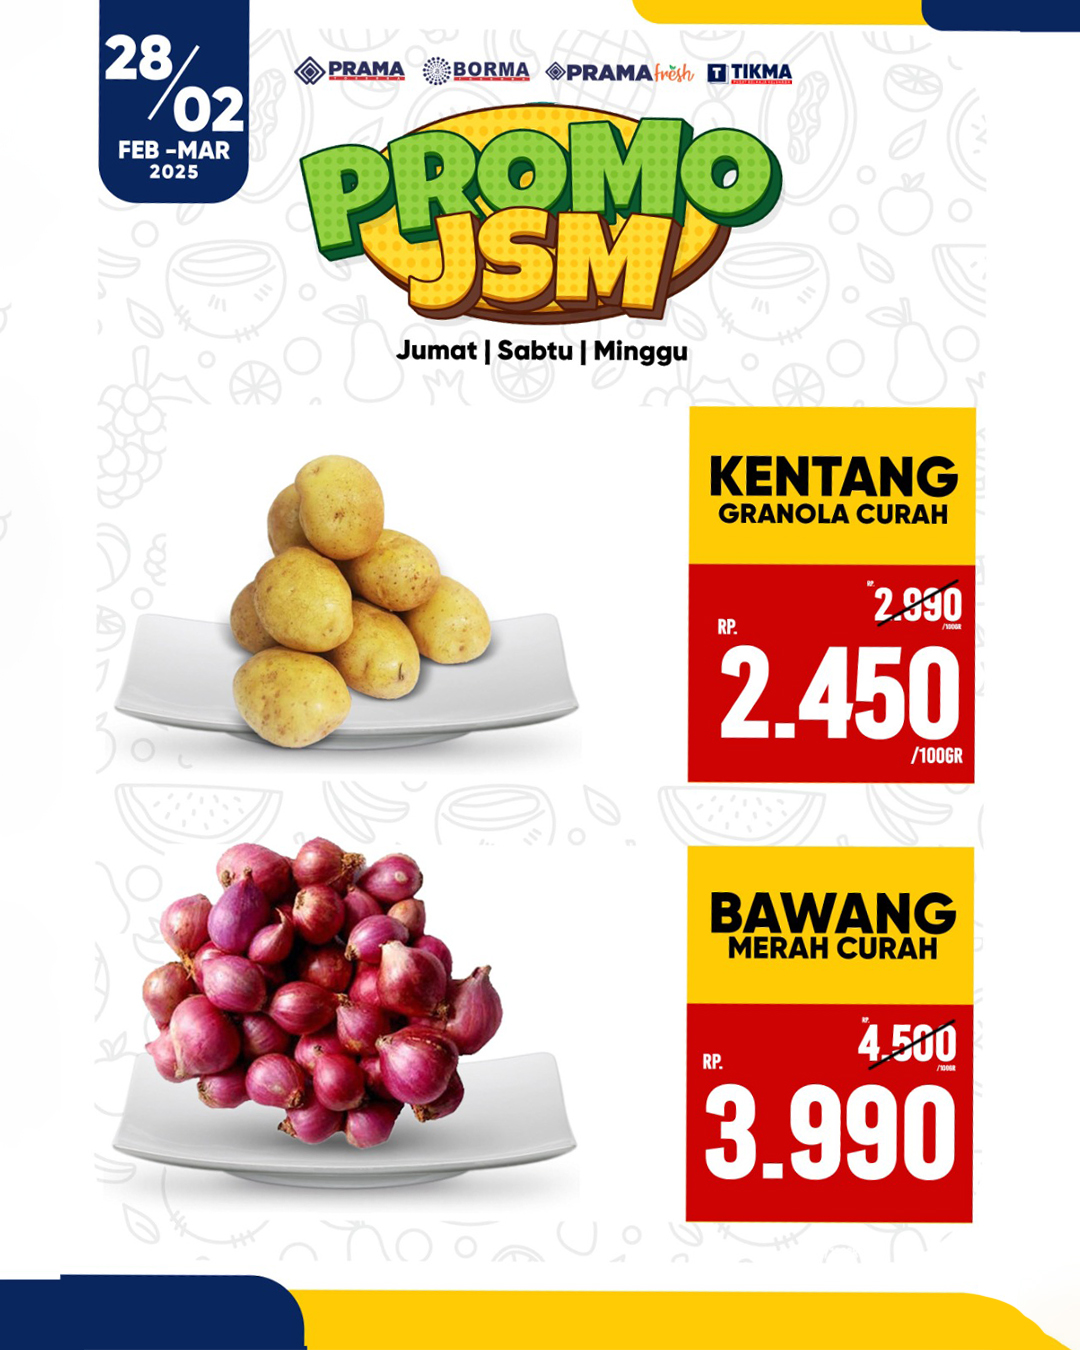 28/02
FEB -MAR
2025
PRAMA
BORMA
PRAMA fresh
T TIKMA
PROMO
JSM
Jumat | Sabtu | Minggu
KENTANG
GRANOLA CURAH
RP. 2.990
/100GR
RP.
2.450
/100GR
BAWANG
MERAH CURAH
RP. 4.500
/100GR
RP.
3.990